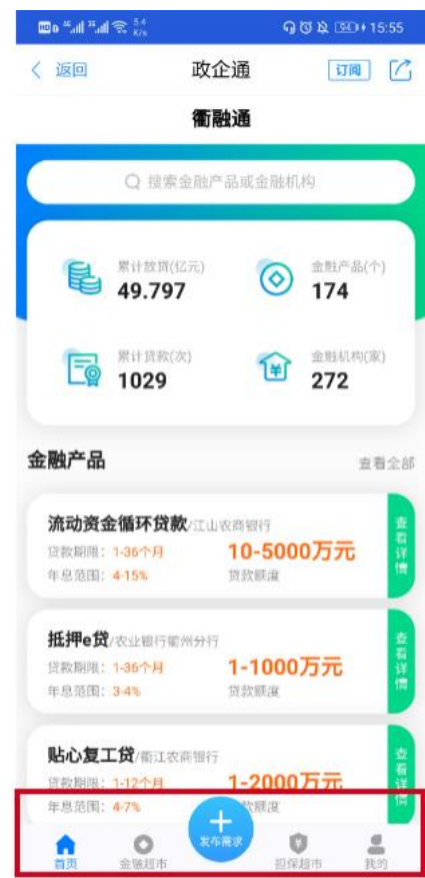 HD 4G 3G 5.4 K/s 94 15:55
返回 政企通 订阅
衢融通
搜索金融产品或金融机构
累计放贷(亿元) 金融产品(个)
49.797 174
累计贷款(次) 金融机构(家)
1029 272
金融产品 查看全部
流动资金循环贷款/江山农商银行
贷款期限: 1-36个月 10-5000万元
年息范围: 4-15% 贷款额度
查看详情
抵押e贷/农业银行衢州分行
贷款期限: 1-36个月 1-1000万元
年息范围: 3-4% 贷款额度
查看详情
贴心复工贷/衢江农商银行
贷款期限: 1-12个月 1-2000万元
年息范围: 4-7% 款额度
查看详情
首页 金融超市 发布需求 担保超市 我的